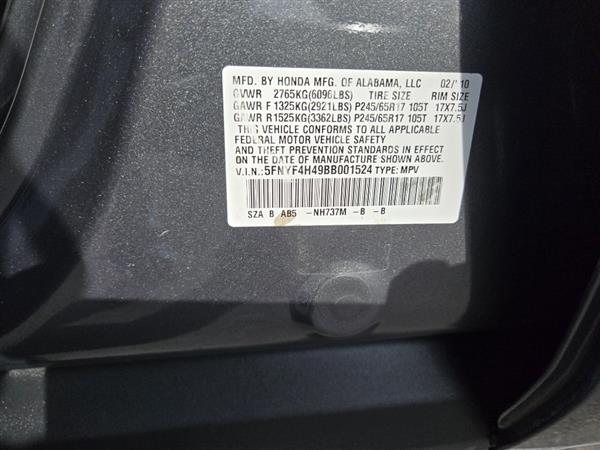 MFD. BY HONDA MFG. OF ALABAMA, LLC 02/'10
GVWR 2765KG(6096LBS) TIRE SIZE RIM SIZE
GAWR F 1325KG(2921LBS) P245/65R17 105T 17X7.5J
GAWR R 1525KG(3362LBS) P245/65R17 105T 17X7.5J
THIS VEHICLE CONFORMS TO ALL APPLICABLE
FEDERAL MOTOR VEHICLE SAFETY
AND THEFT PREVENTION STANDARDS IN EFFECT
ON THE DATE OF MANUFACTURE SHOWN ABOVE.
V.I.N.:5FNYF4H49BB001524 TYPE: MPV
SZA B AB5 -NH737M -B -B